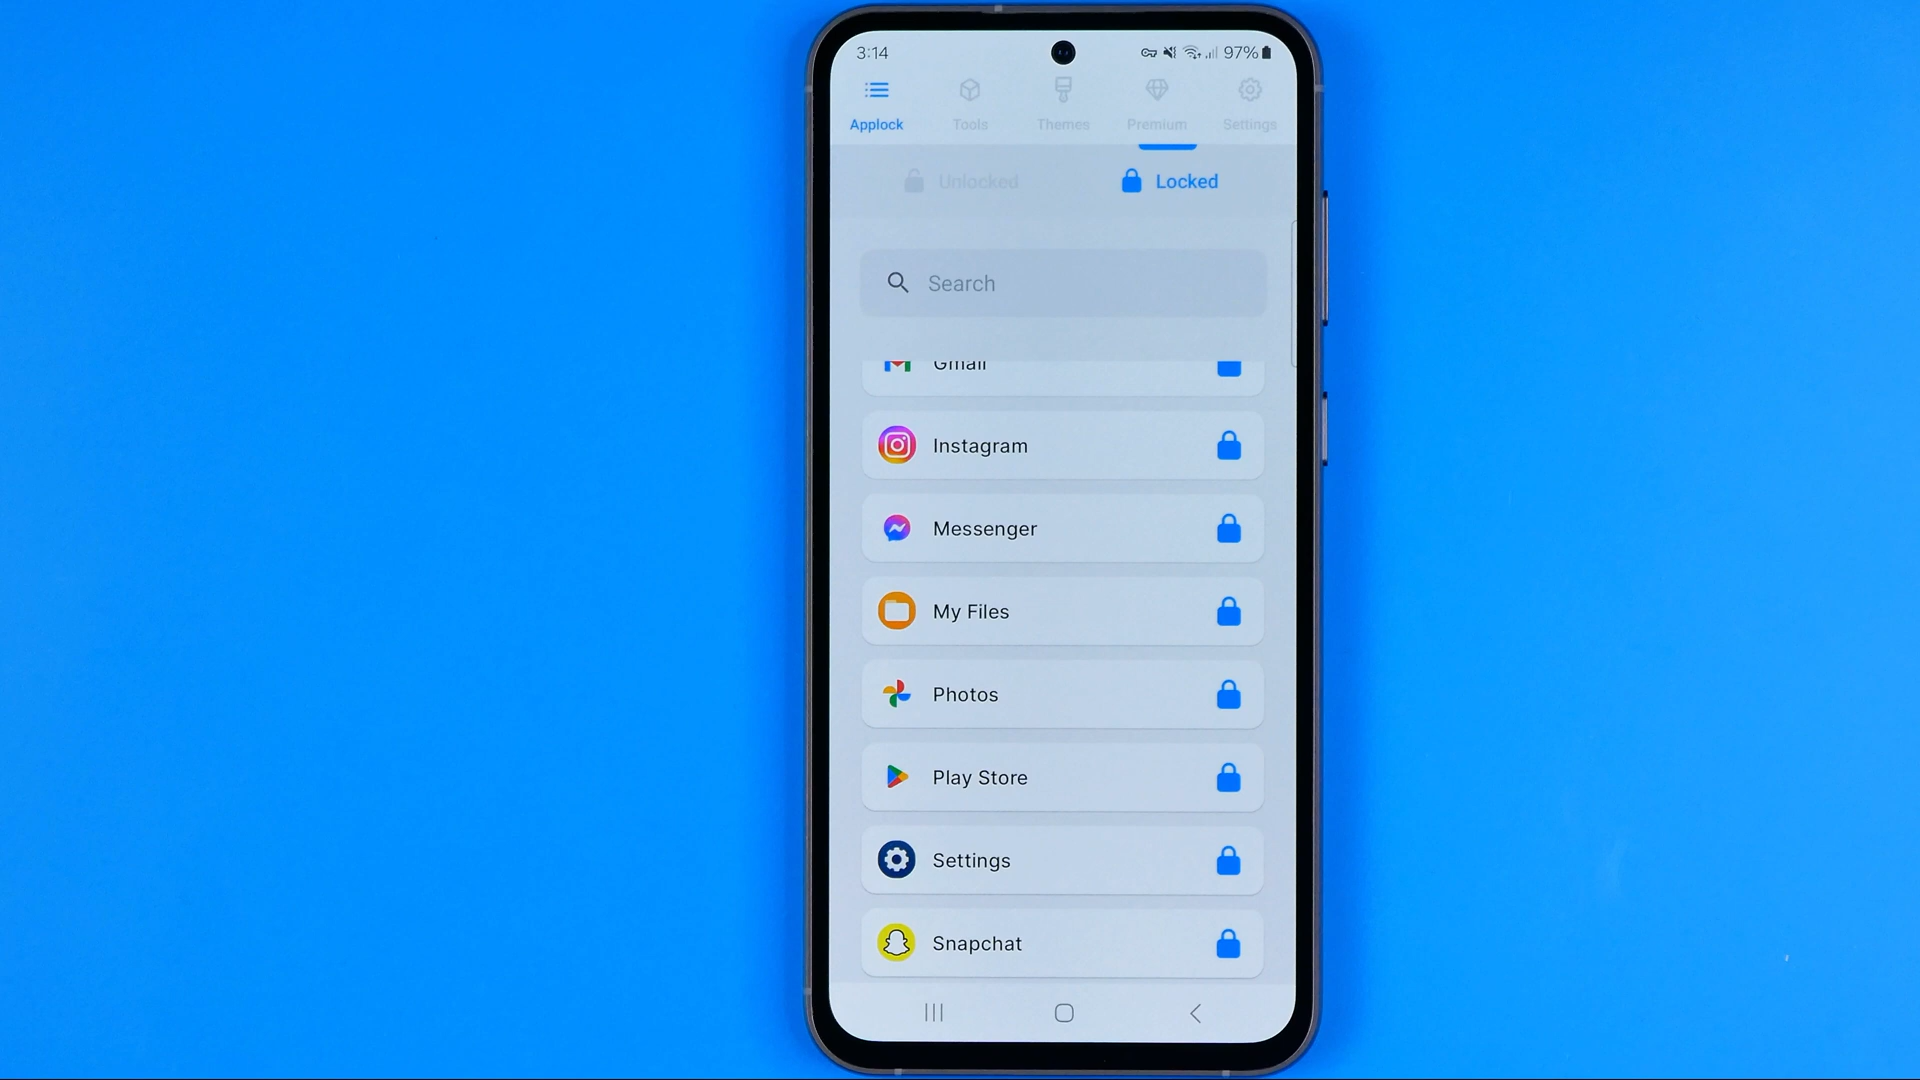 3:14 97%
Applock Tools Themes Premium Settings
Unlocked Locked
Search
Gmail
Instagram
Messenger
My Files
Photos
Play Store
Settings
Snapchat